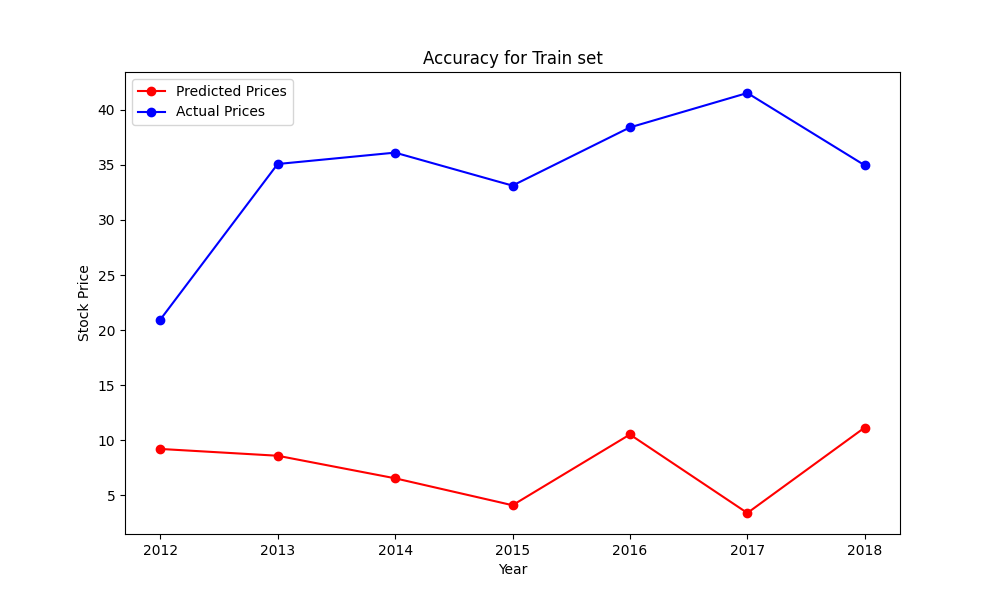 Accuracy for Train set
Predicted Prices
Actual Prices
40
35
30
25
20
15
10
5
Stock Price
2012 2013 2014 2015 2016 2017 2018
Year